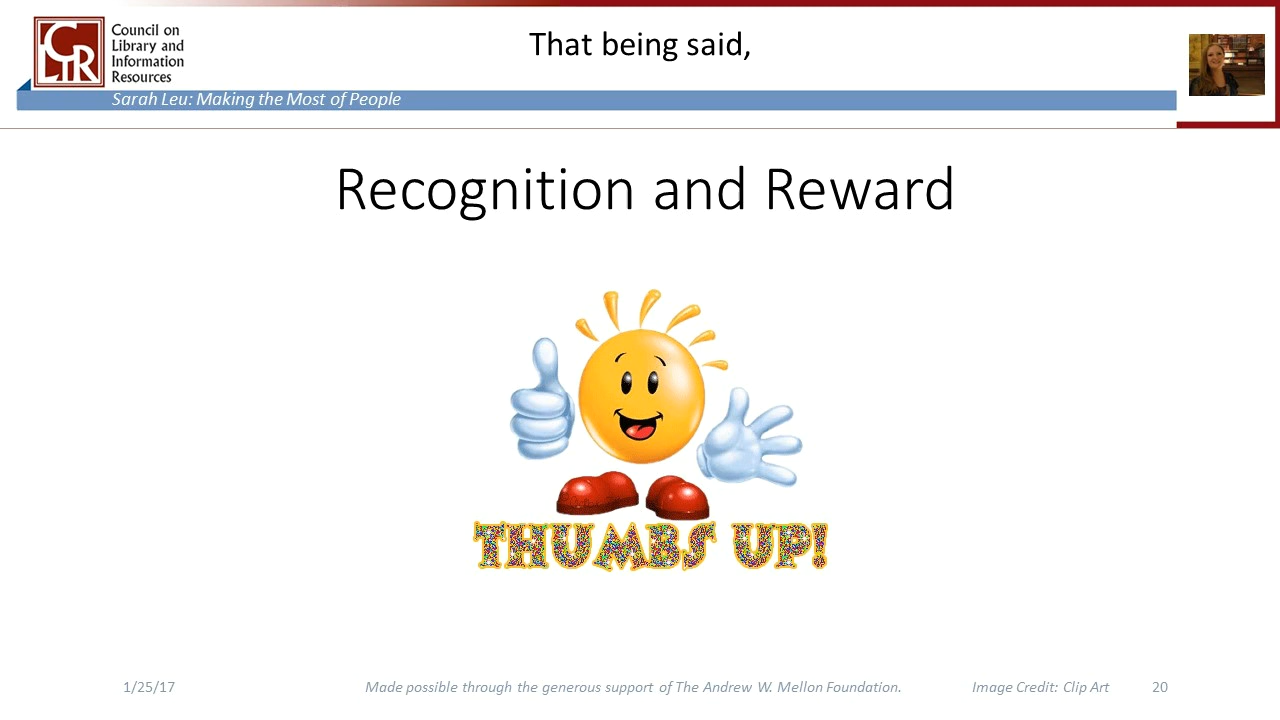 CLIR
Council on
Library and
Information
Resources
That being said,
Sarah Leu: Making the Most of People
Recognition and Reward
THUMBS UP!
1/25/17
Made possible through the generous support of The Andrew W. Mellon Foundation.
Image Credit: Clip Art
20